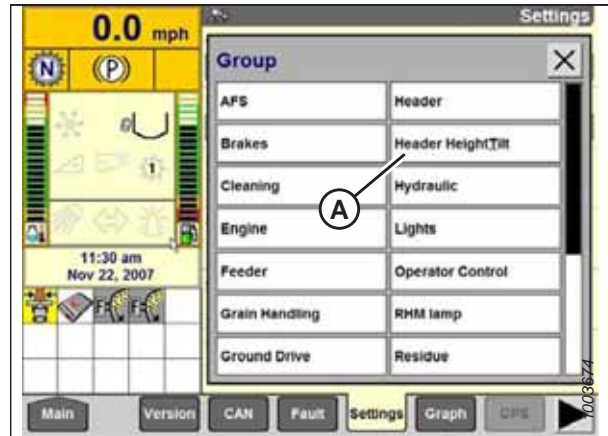 0.0 mph
Settings
N
(P)
Group
AFS
Header
Brakes
Header Height/Tilt
Cleaning
Hydraulic
1
A
Engine
Lights
11:30 am
Nov 22, 2007
Feeder
Operator Control
Grain Handling
RHM lamp
Ground Drive
Residue
Main
Version
CAN
Fault
Settings
Graph
GPS
1003674